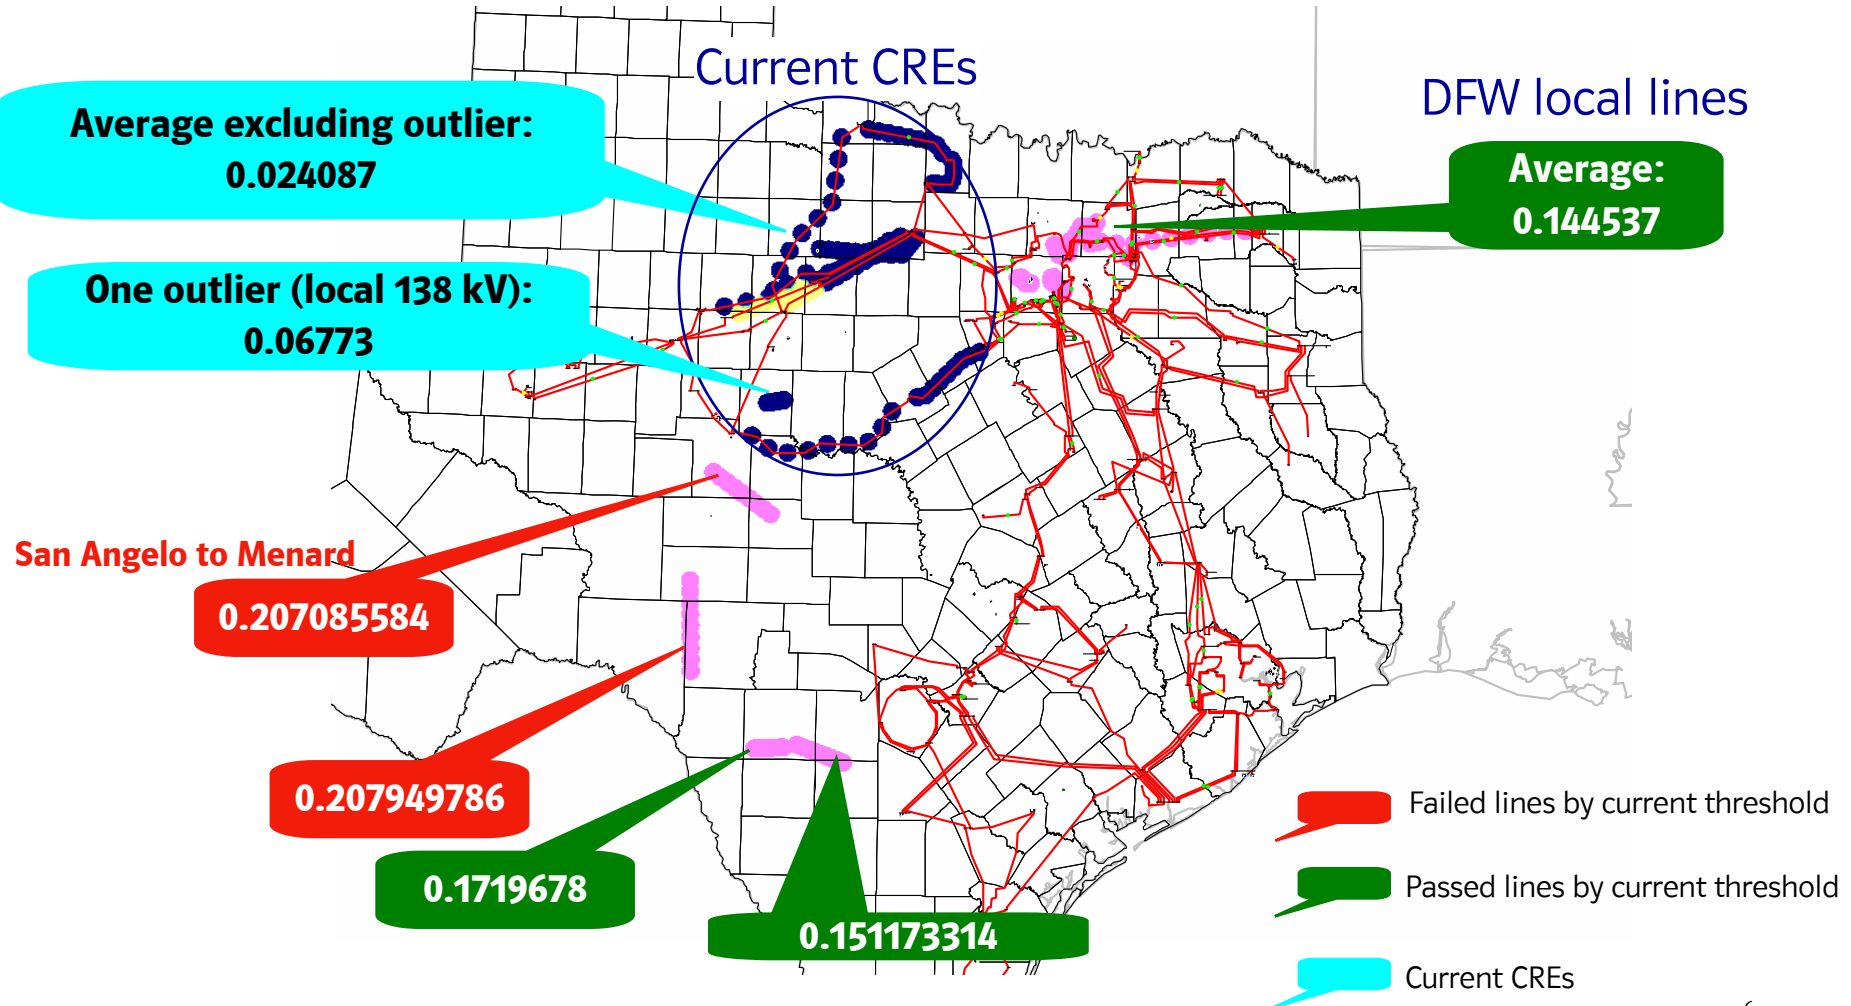 Current CREs
DFW local lines
Average excluding outlier:
0.024087
Average:
0.144537
One outlier (local 138 kV):
0.06773
San Angelo to Menard
0.207085584
0.207949786
0.1719678
0.151173314
Failed lines by current threshold
Passed lines by current threshold
Current CREs